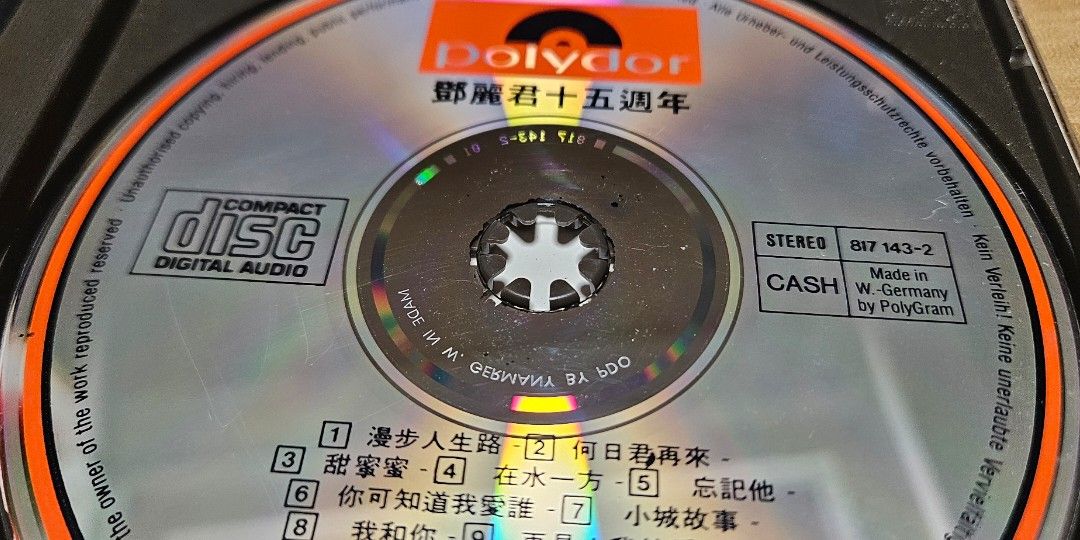 polydor
鄧麗君十五週年
817 143-2 01
COMPACT
disc
DIGITAL AUDIO
STEREO
817 143-2
CASH
Made in
W.-Germany
by PolyGram
MADE IN W. GERMANY BY PDO
1 漫步人生路 - 2 何日君再來 -
3 甜蜜蜜 - 4 在水一方 - 5 忘記他 -
6 你可知道我愛誰 - 7 小城故事 -
8 我和你 - 9
the owner of the work reproduced reserved · Unauthorised copying, hiring, lending, public performance
Alle Urheber- und Leistungsschutzrechte vorbehalten · Kein Verleih! Keine unerlaubte